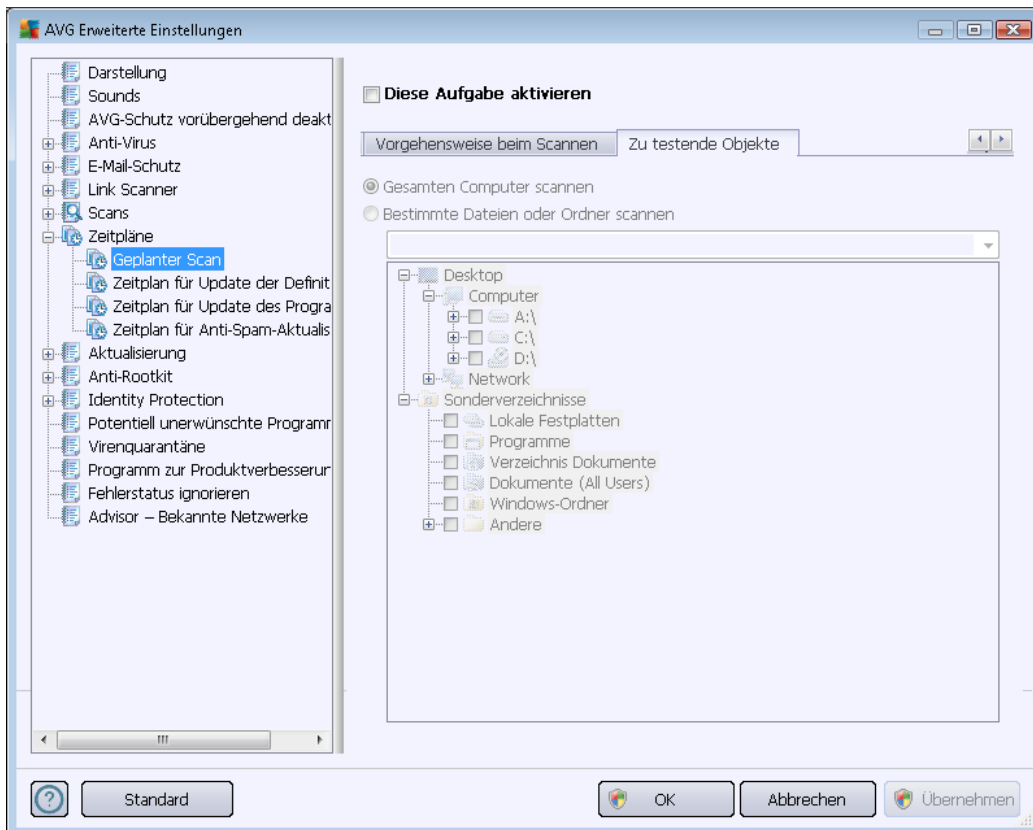 AVG Erweiterte Einstellungen
Darstellung
Sounds
AVG-Schutz vorübergehend deakt
Anti-Virus
E-Mail-Schutz
Link Scanner
Scans
Zeitpläne
Geplanter Scan
Zeitplan für Update der Definit
Zeitplan für Update des Progra
Zeitplan für Anti-Spam-Aktualis
Aktualisierung
Anti-Rootkit
Identity Protection
Potentiell unerwünschte Programr
Virenquarantäne
Programm zur Produktverbesserur
Fehlerstatus ignorieren
Advisor – Bekannte Netzwerke
Diese Aufgabe aktivieren
Vorgehensweise beim Scannen
Zu testende Objekte
Gesamten Computer scannen
Bestimmte Dateien oder Ordner scannen
Desktop
Computer
A:\
C:\
D:\
Network
Sonderverzeichnisse
Lokale Festplatten
Programme
Verzeichnis Dokumente
Dokumente (All Users)
Windows-Ordner
Andere
Standard
OK
Abbrechen
Übernehmen